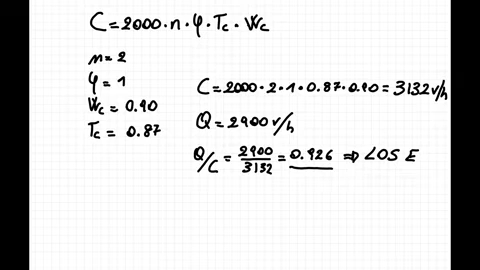 C = 2000 · n · φ · Tc · Wc
n = 2
φ = 1
Wc = 0.90
Tc = 0.87
C = 2000 · 2 · 1 · 0.87 · 0.90 = 3132 v/h
Q = 2900 v/h
Q/C = 2900/3132 = 0.926 ⇒ LOS E